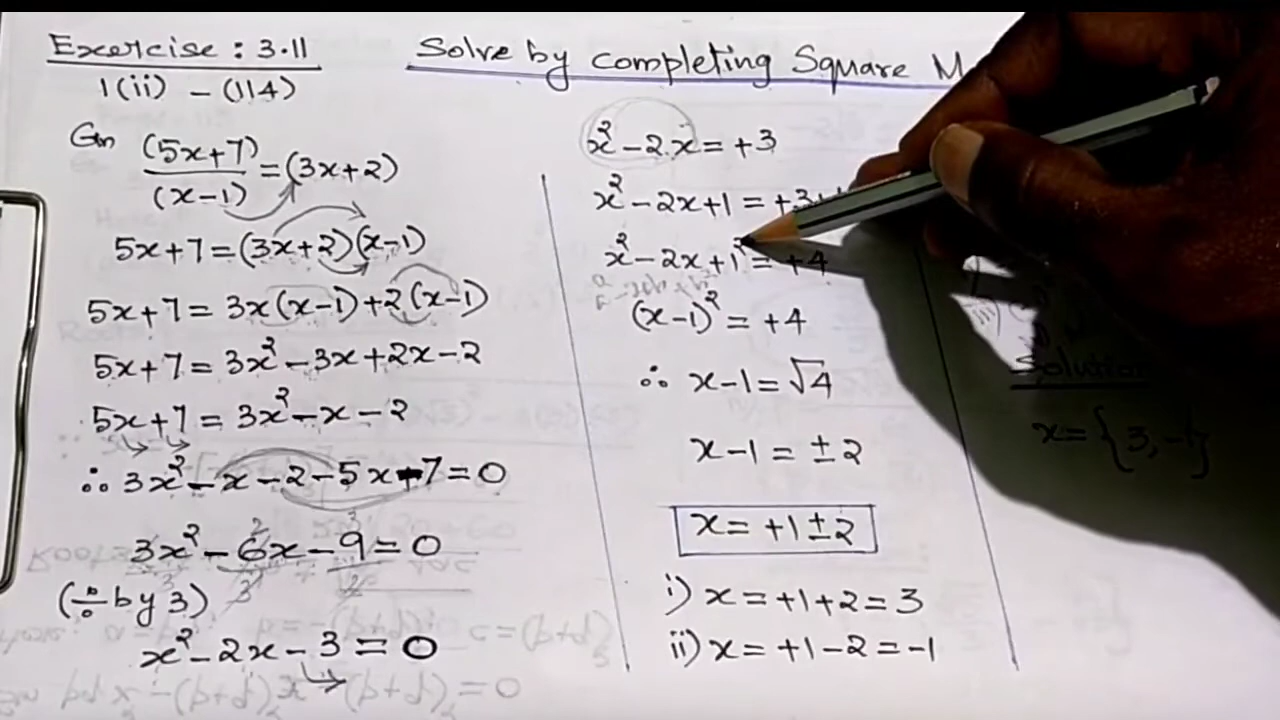 Exercise : 3.11
1(ii) - (114)
Solve by completing Square
Gn (5x+7)/(x-1) = (3x+2)
5x+7 = (3x+2)(x-1)
5x+7 = 3x(x-1)+2(x-1)
5x+7 = 3x²-3x+2x-2
5x+7 = 3x²-x-2
∴ 3x²-x-2-5x-7=0
3x²-6x-9=0
(÷ by 3)
x²-2x-3=0
x²-2x=+3
x²-2x+1=+3+1
x²-2x+1²=+4
(x-1)²=+4
∴ x-1=√4
x-1=±2
x=+1±2
i) x=+1+2=3
ii) x=+1-2=-1
x={3,-1}